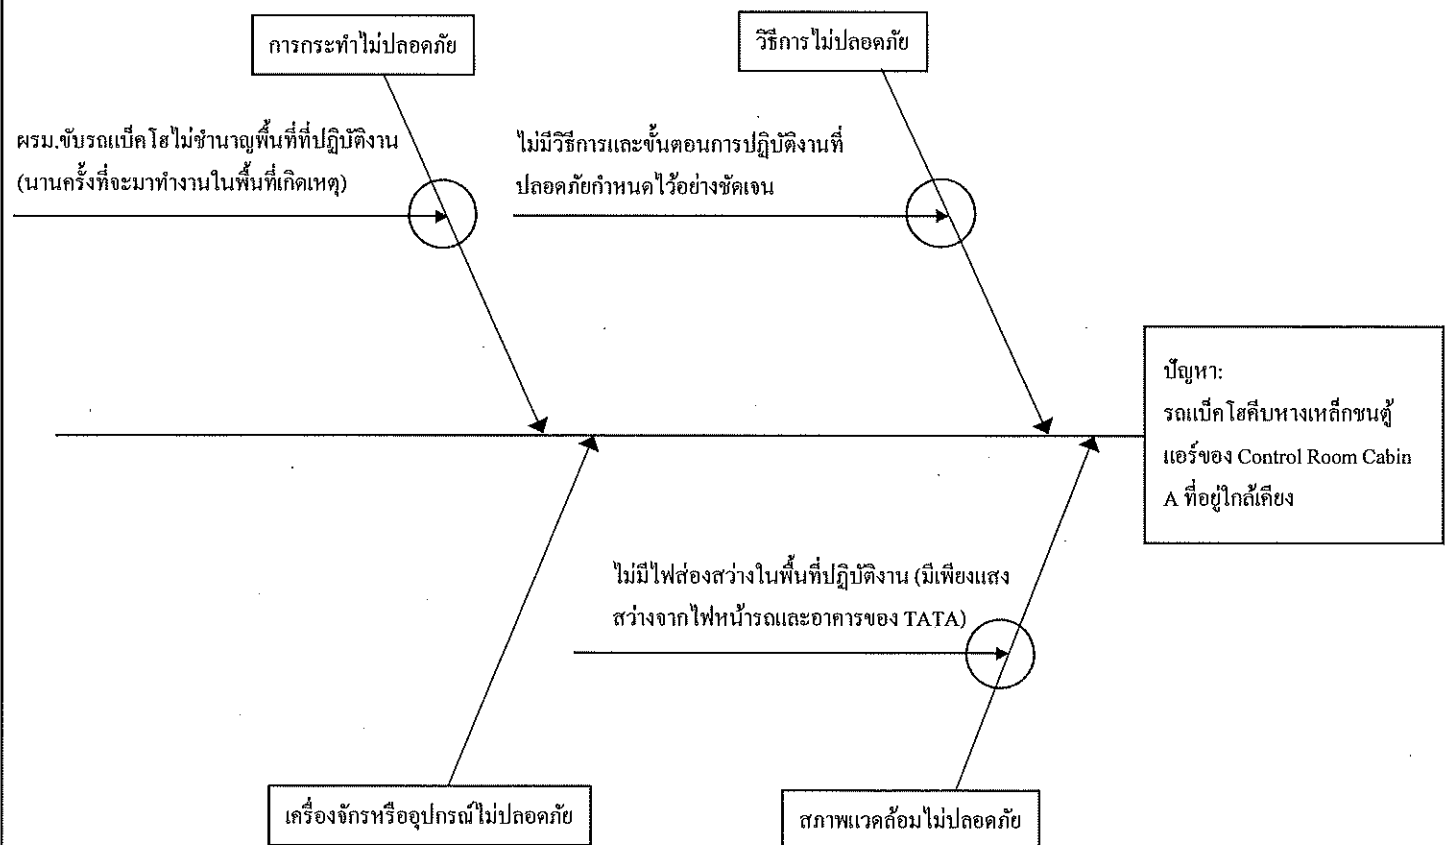 การกระทำไม่ปลอดภัย
วิธีการไม่ปลอดภัย
ผรม.ขับรถแบ็คโฮไม่ชำนาญพื้นที่ที่ปฏิบัติงาน
(นานครั้งที่จะมาทำงานในพื้นที่เกิดเหตุ)
ไม่มีวิธีการและขั้นตอนการปฏิบัติงานที่
ปลอดภัยกำหนดไว้อย่างชัดเจน
ปัญหา:
รถแบ็คโฮคีบหางเหล็กชนตู้
แอร์ของ Control Room Cabin
A ที่อยู่ใกล้เคียง
ไม่มีไฟส่องสว่างในพื้นที่ปฏิบัติงาน (มีเพียงแสง
สว่างจากไฟหน้ารถและอาคารของ TATA)
เครื่องจักรหรืออุปกรณ์ไม่ปลอดภัย
สภาพแวดล้อมไม่ปลอดภัย